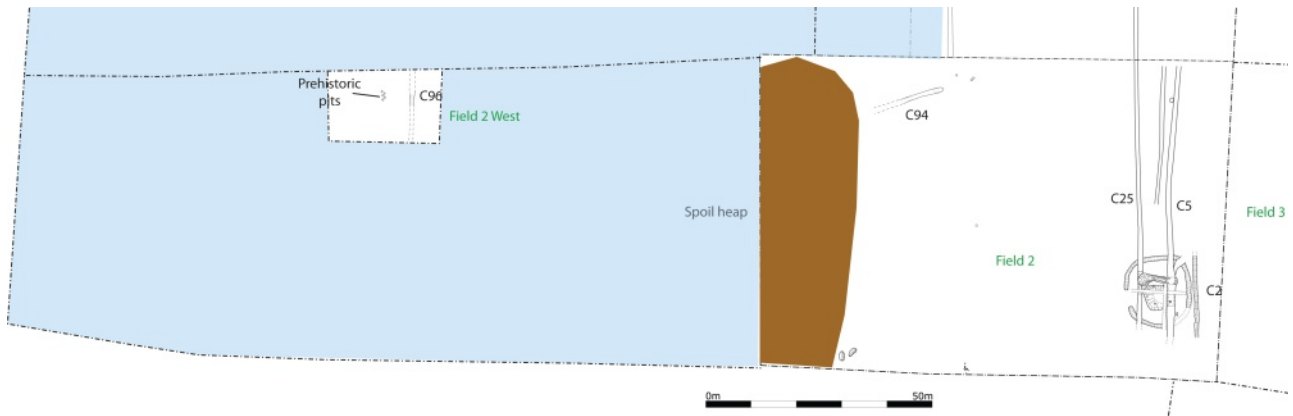 Prehistoric
pits
C96
Field 2 West
C94
Spoil heap
C25
C5
Field 3
Field 2
C2
0m
50m